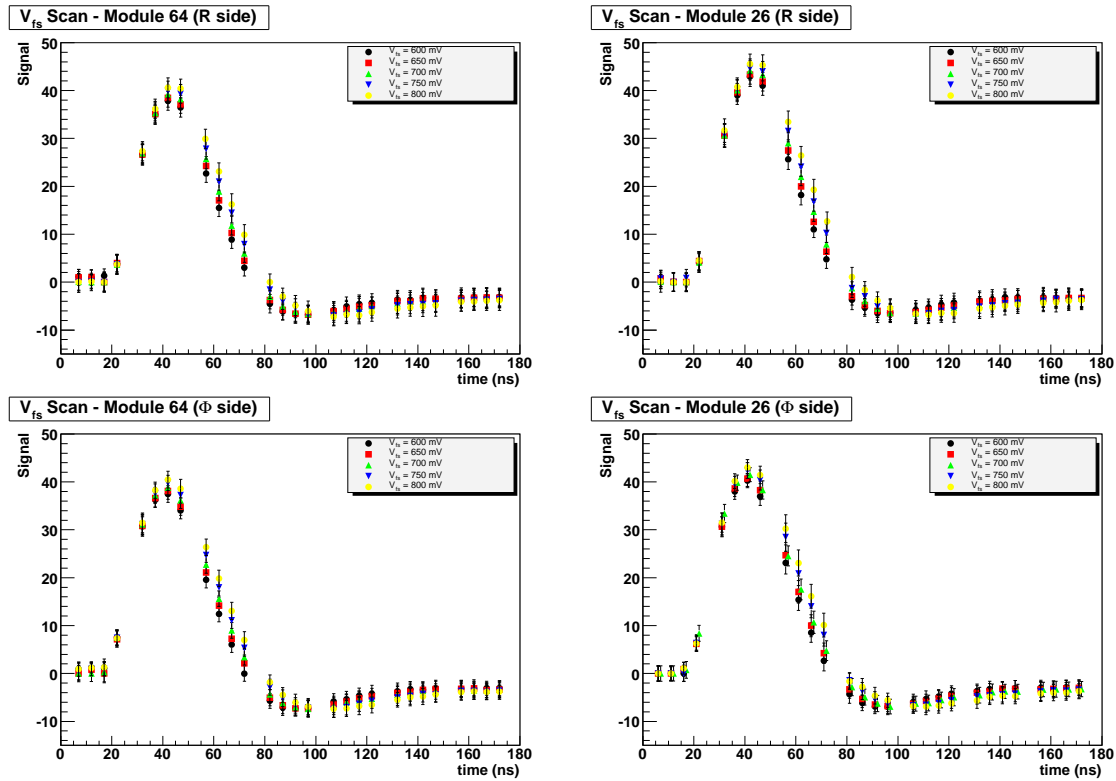 V_fs Scan - Module 64 (R side)
Signal
50
40
30
20
10
0
-10
V_fs = 600 mV
V_fs = 650 mV
V_fs = 700 mV
V_fs = 750 mV
V_fs = 800 mV
0 20 40 60 80 100 120 140 160 180
time (ns)
V_fs Scan - Module 26 (R side)
Signal
50
40
30
20
10
0
-10
V_fs = 600 mV
V_fs = 650 mV
V_fs = 700 mV
V_fs = 750 mV
V_fs = 800 mV
0 20 40 60 80 100 120 140 160 180
time (ns)
V_fs Scan - Module 64 (Φ side)
Signal
50
40
30
20
10
0
-10
V_fs = 600 mV
V_fs = 650 mV
V_fs = 700 mV
V_fs = 750 mV
V_fs = 800 mV
0 20 40 60 80 100 120 140 160 180
time (ns)
V_fs Scan - Module 26 (Φ side)
Signal
50
40
30
20
10
0
-10
V_fs = 600 mV
V_fs = 650 mV
V_fs = 700 mV
V_fs = 750 mV
V_fs = 800 mV
0 20 40 60 80 100 120 140 160 180
time (ns)